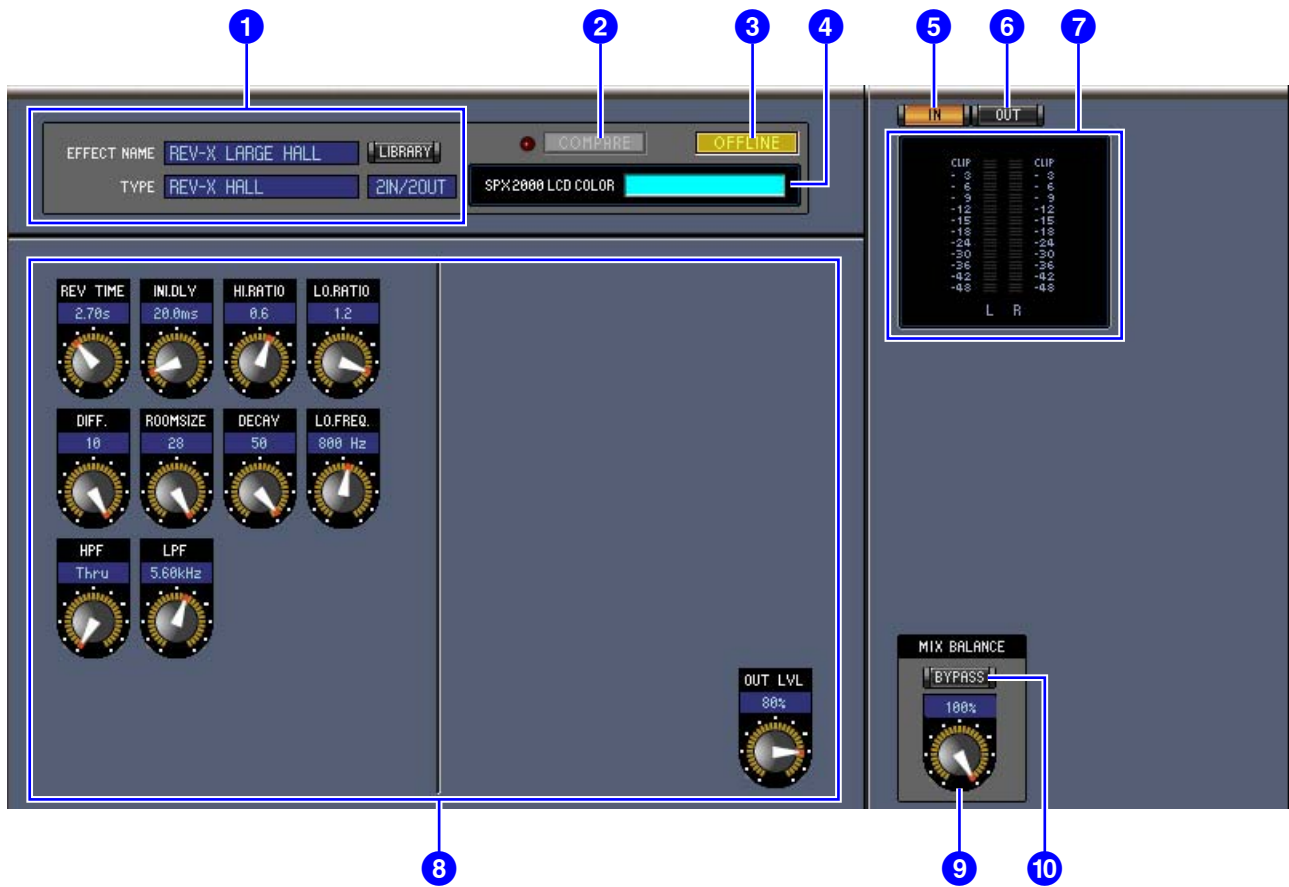 1 2 3 4 5 6 7
EFFECT NAME REV-X LARGE HALL LIBRARY
TYPE REV-X HALL 2IN/2OUT
COMPARE OFFLINE
SPX2000 LCD COLOR
IN OUT
CLIP CLIP
- 3 - 3
- 6 - 6
- 9 - 9
-12 -12
-15 -15
-18 -18
-24 -24
-30 -30
-36 -36
-42 -42
-48 -48
L R
REV TIME INI.DLY HI.RATIO LO.RATIO
2.70s 20.0ms 0.6 1.2
DIFF. ROOMSIZE DECAY LO.FREQ.
10 28 50 800 Hz
HPF LPF
Thru 5.60kHz
OUT LVL
80%
MIX BALANCE
BYPASS
100%
8 9 10